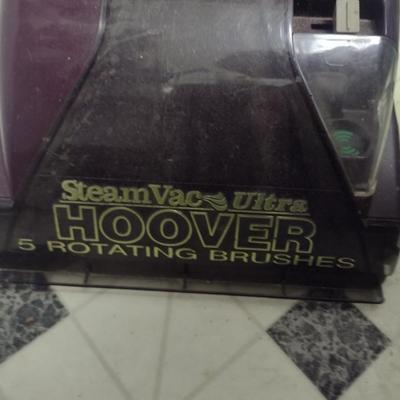 SteamVac Ultra
HOOVER
5 ROTATING BRUSHES